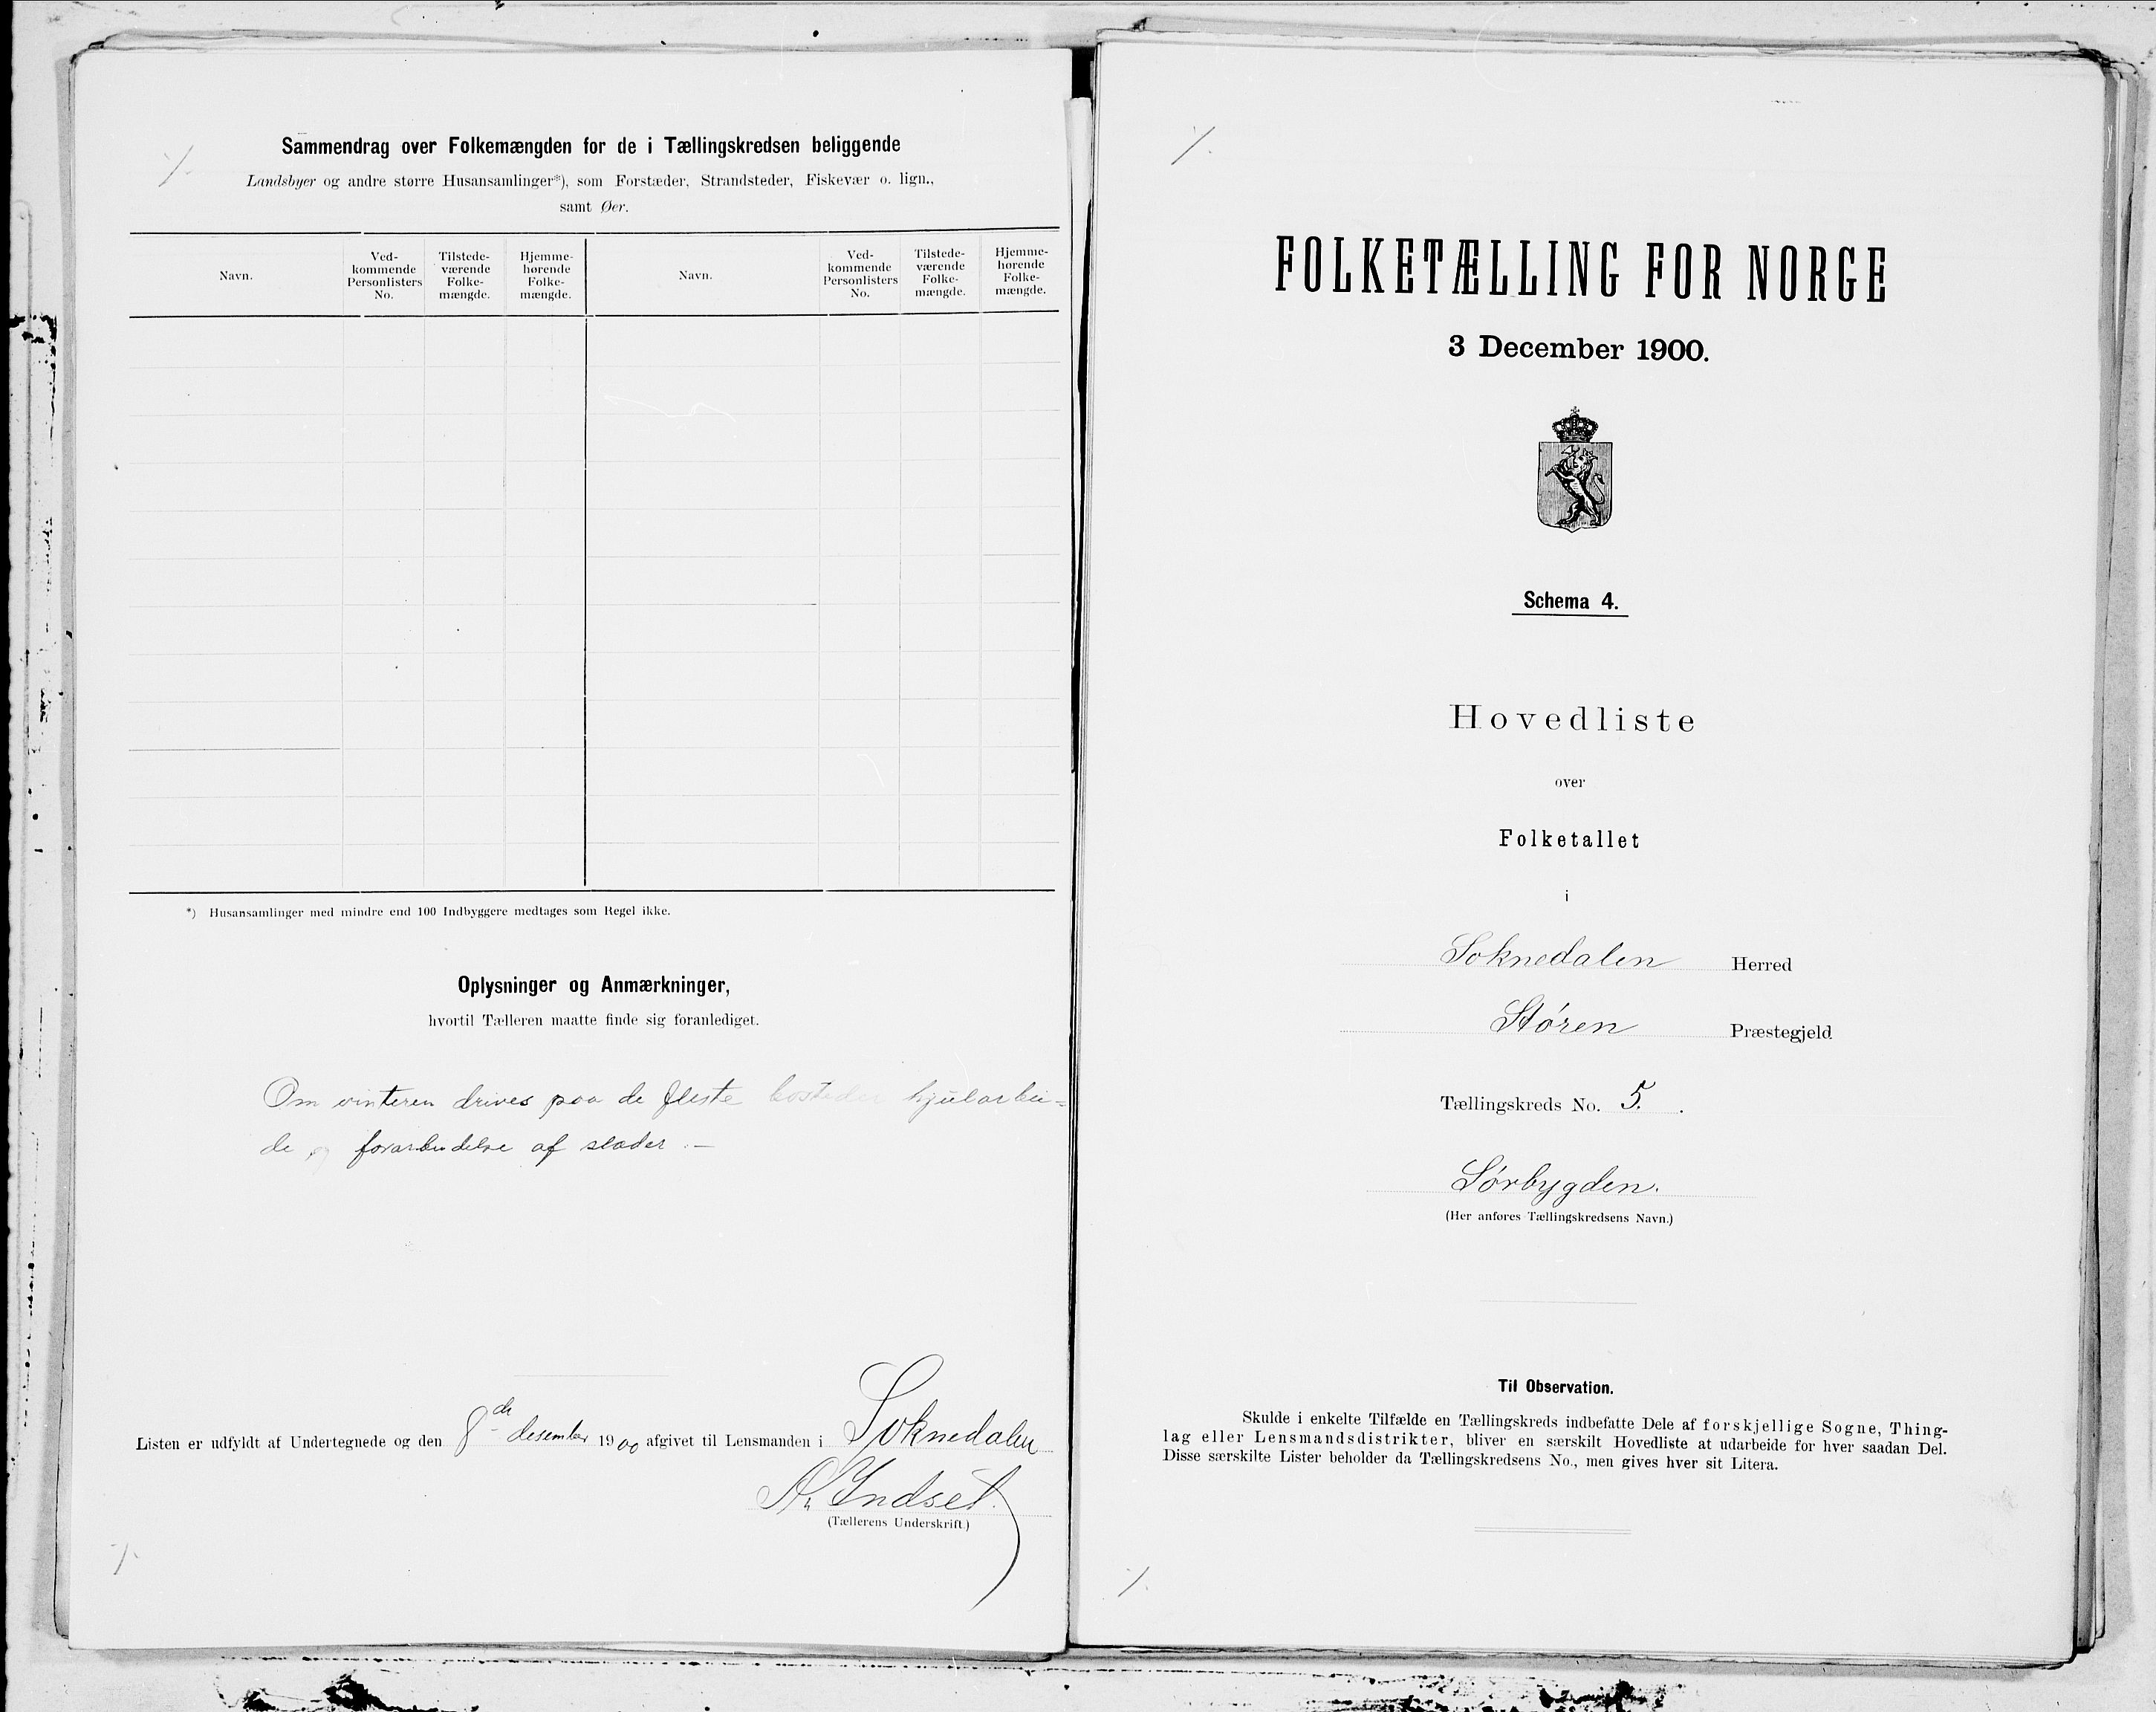 Sammendrag over Folkemængden for de i Tællingskredsen beliggende
Landsbyer og andre større Husansamlinger*), som Forstæder, Strandsteder, Fiskevær o. lign.,
samt Øer.
Navn.
Ved-
kommende
Personlisters
No.
Tilstede-
værende
Folke-
mængde.
Hjemme-
hørende
Folke-
mængde.
Navn.
Ved-
kommende
Personlisters
No.
Tilstede-
værende
Folke-
mængde.
Hjemme-
hørende
Folke-
mængde.
*) Husansamlinger med mindre end 100 Indbyggere medtages som Regel ikke.
Oplysninger og Anmærkninger,
hvortil Tælleren maatte finde sig foranlediget.
Om vinteren drives paa de fleste bosteder hjularbei=
de og forarbeidelse af slæder. —
Listen er udfyldt af Undertegnede og den 8de desember 1900 afgivet til Lensmanden i Soknedalen
Indset.
(Tællerens Underskrift.)
FOLKETÆLLING FOR NORGE
3 December 1900.
Schema 4.
Hovedliste
over
Folketallet
i
Soknedalen Herred
Støren Præstegjeld
Tællingskreds No. 5.
Sørbygden.
(Her anføres Tællingskredsens Navn.)
Til Observation.
Skulde i enkelte Tilfælde en Tællingskreds indbefatte Dele af forskjellige Sogne, Thing-
lag eller Lensmandsdistrikter, bliver en særskilt Hovedliste at udarbeide for hver saadan Del.
Disse særskilte Lister beholder da Tællingskredsens No., men gives hver sit Litera.